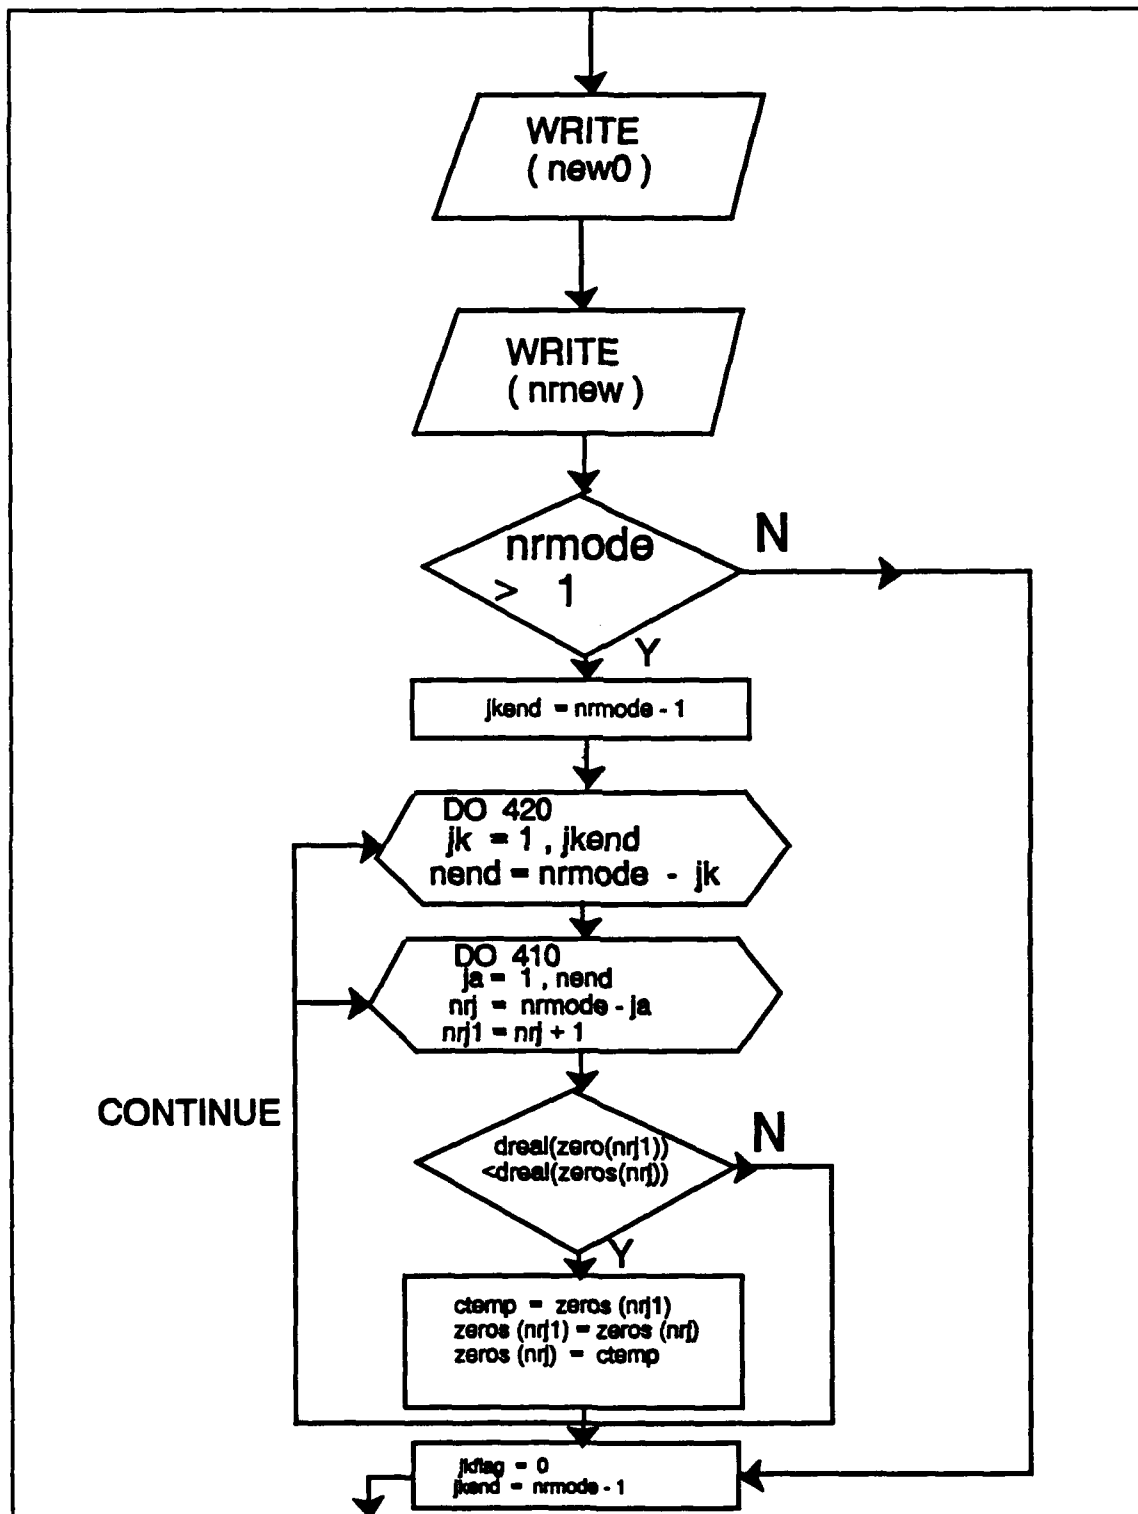 WRITE
( new0 )
WRITE
( nrnew )
nrmode
> 1
N
Y
jkend = nrmode - 1
DO 420
jk = 1 , jkend
nend = nrmode - jk
DO 410
ja = 1 , nend
nrj = nrmode - ja
nrj1 = nrj + 1
CONTINUE
dreal(zero(nrj1))
<dreal(zeros(nrj))
N
Y
ctemp = zeros (nrj1)
zeros (nrj1) = zeros (nrj)
zeros (nrj) = ctemp
jkflag = 0
jkend = nrmode - 1